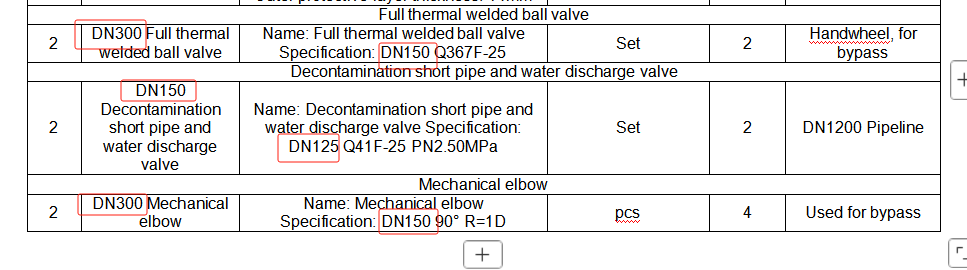 Full thermal welded ball valve
2
DN300 Full thermal
welded ball valve
Name: Full thermal welded ball valve
Specification: DN150 Q367F-25
Set
2
Handwheel, for
bypass
Decontamination short pipe and water discharge valve
2
DN150
Decontamination
short pipe and
water discharge
valve
Name: Decontamination short pipe and
water discharge valve Specification:
DN125 Q41F-25 PN2.50MPa
Set
2
DN1200 Pipeline
Mechanical elbow
2
DN300 Mechanical
elbow
Name: Mechanical elbow
Specification: DN150 90° R=1D
pcs
4
Used for bypass